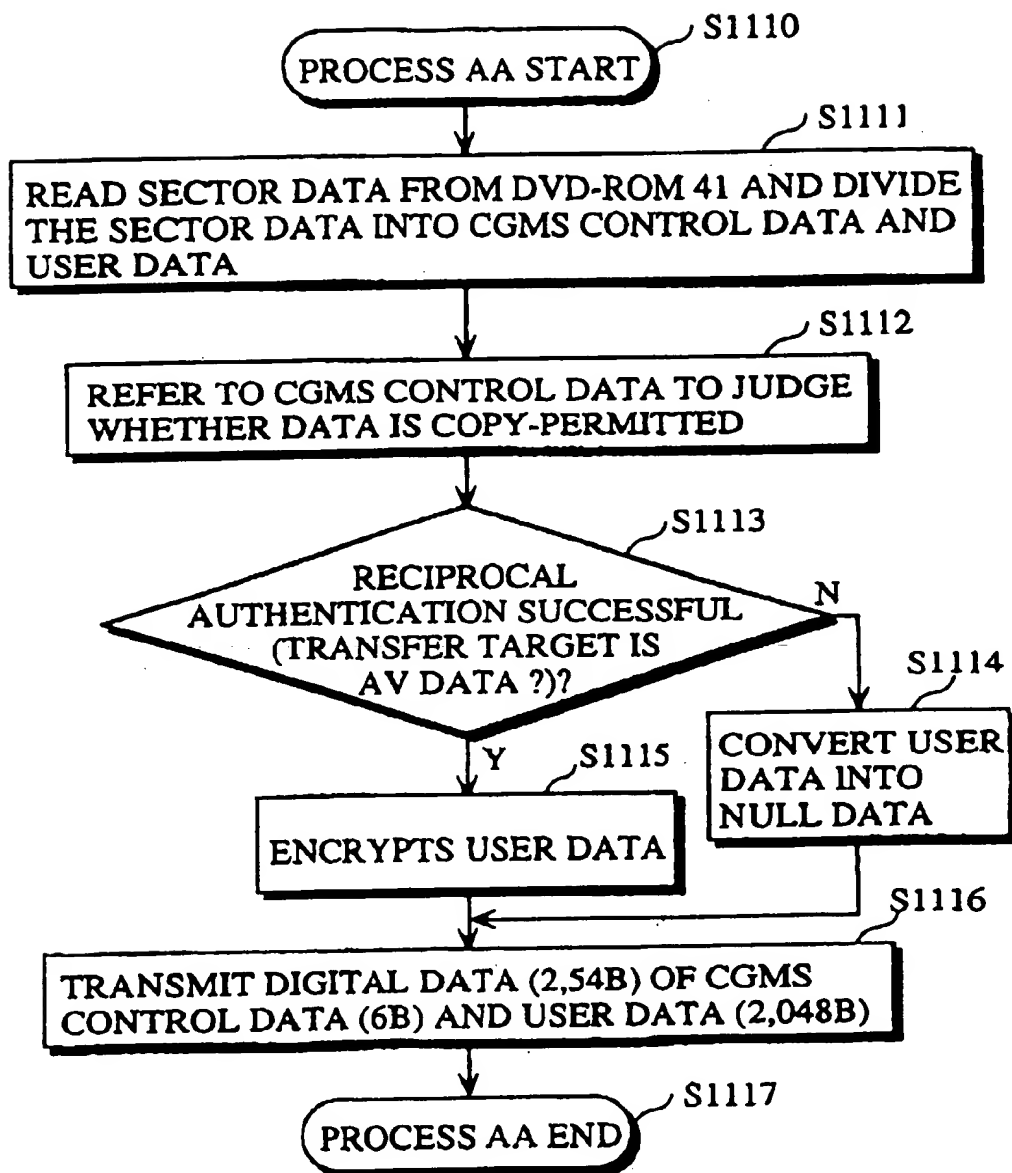 S1110
PROCESS AA START
S1111
READ SECTOR DATA FROM DVD-ROM 41 AND DIVIDE
THE SECTOR DATA INTO CGMS CONTROL DATA AND
USER DATA
S1112
REFER TO CGMS CONTROL DATA TO JUDGE
WHETHER DATA IS COPY-PERMITTED
S1113
RECIPROCAL
AUTHENTICATION SUCCESSFUL
(TRANSFER TARGET IS
AV DATA ?)?
N
S1114
CONVERT USER
DATA INTO
NULL DATA
Y
S1115
ENCRYPTS USER DATA
S1116
TRANSMIT DIGITAL DATA (2,54B) OF CGMS
CONTROL DATA (6B) AND USER DATA (2,048B)
S1117
PROCESS AA END